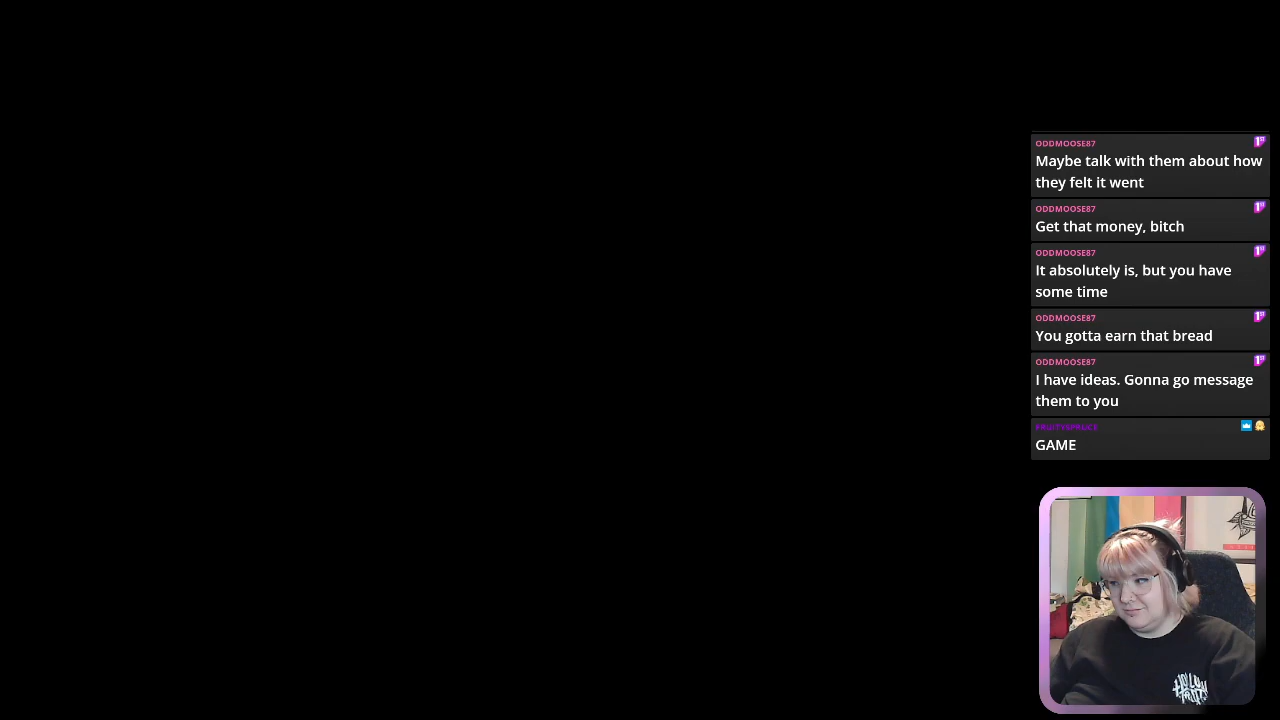 ODDMOOSE87
Maybe talk with them about how
they felt it went
ODDMOOSE87
Get that money, bitch
ODDMOOSE87
It absolutely is, but you have
some time
ODDMOOSE87
You gotta earn that bread
ODDMOOSE87
I have ideas. Gonna go message
them to you
FRUITYSPRUCE
GAME